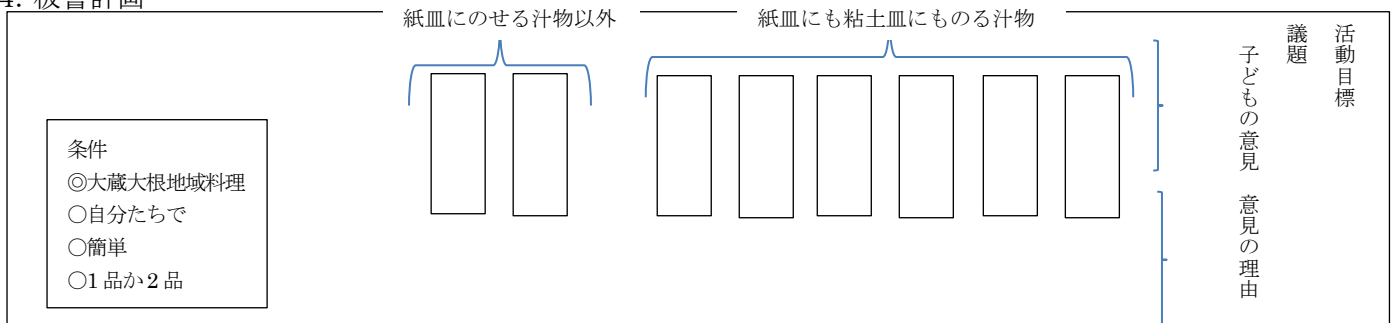 4. 板書計画
紙皿にのせる汁物以外
紙皿にも粘土皿にものる汁物
活動目標
議題
子どもの意見
意見の理由
条件
◎大蔵大根地域料理
○自分たちで
○簡単
○1品か2品